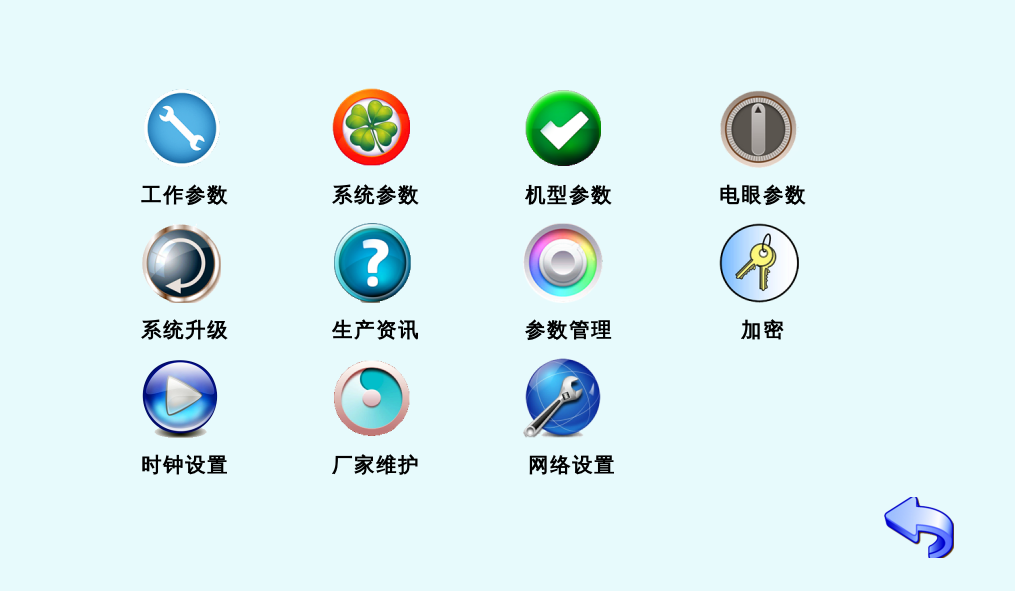 工作参数
系统参数
机型参数
电眼参数
系统升级
生产资讯
参数管理
加密
时钟设置
厂家维护
网络设置